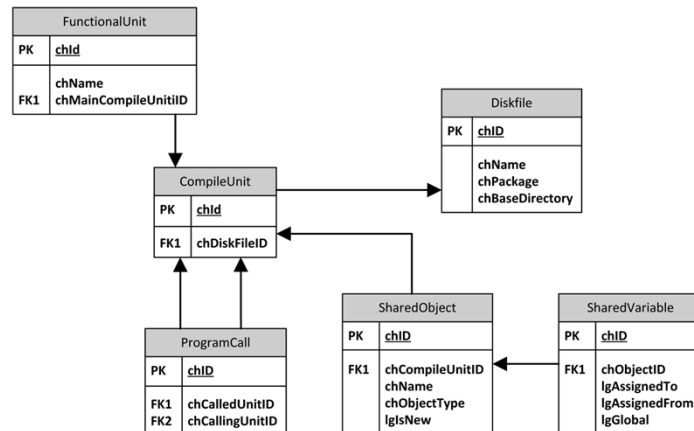 FunctionalUnit
PK chId
chName
FK1 chMainCompileUnitiID
Diskfile
PK chID
chName
chPackage
chBaseDirectory
CompileUnit
PK chId
FK1 chDiskFileID
ProgramCall
PK chID
FK1 chCalledUnitID
FK2 chCallingUnitID
SharedObject
PK chID
FK1 chCompileUnitID
chName
chObjectType
lgIsNew
SharedVariable
PK chID
FK1 chObjectID
lgAssignedTo
lgAssignedFrom
lgGlobal